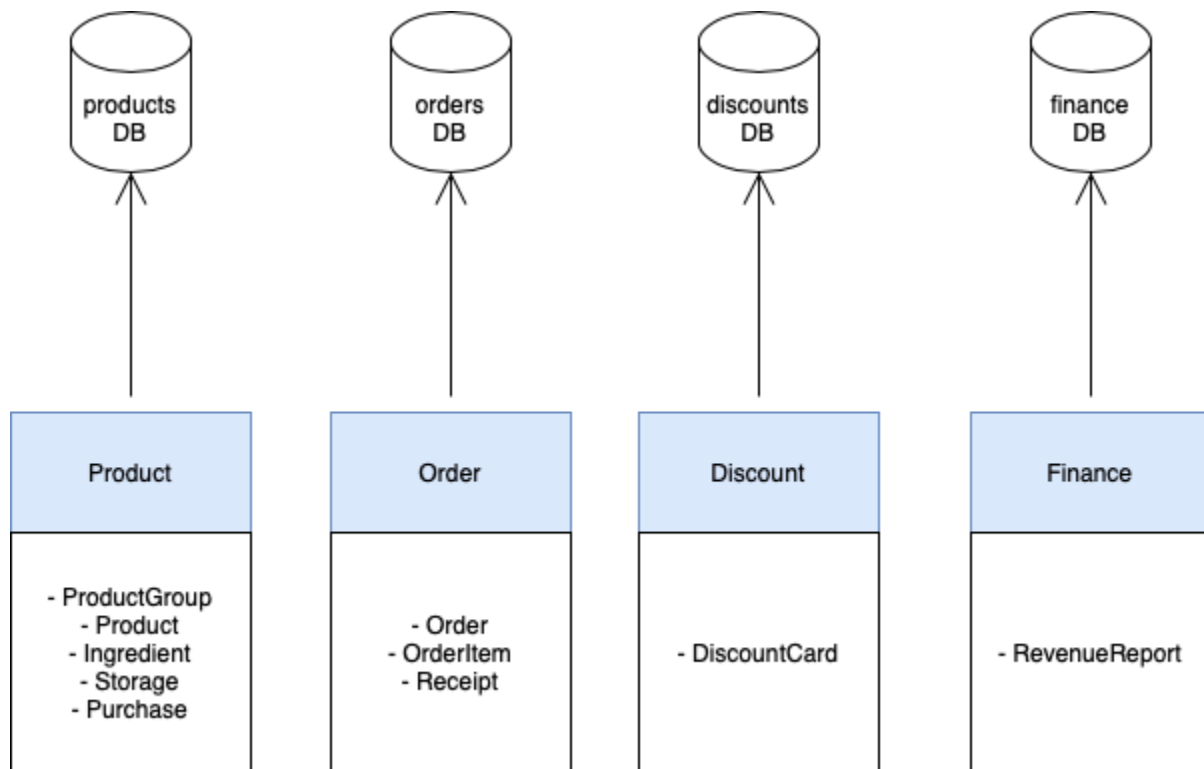 products
DB
orders
DB
discounts
DB
finance
DB
Product
Order
Discount
Finance
- ProductGroup
- Product
- Ingredient
- Storage
- Purchase
- Order
- OrderItem
- Receipt
- DiscountCard
- RevenueReport